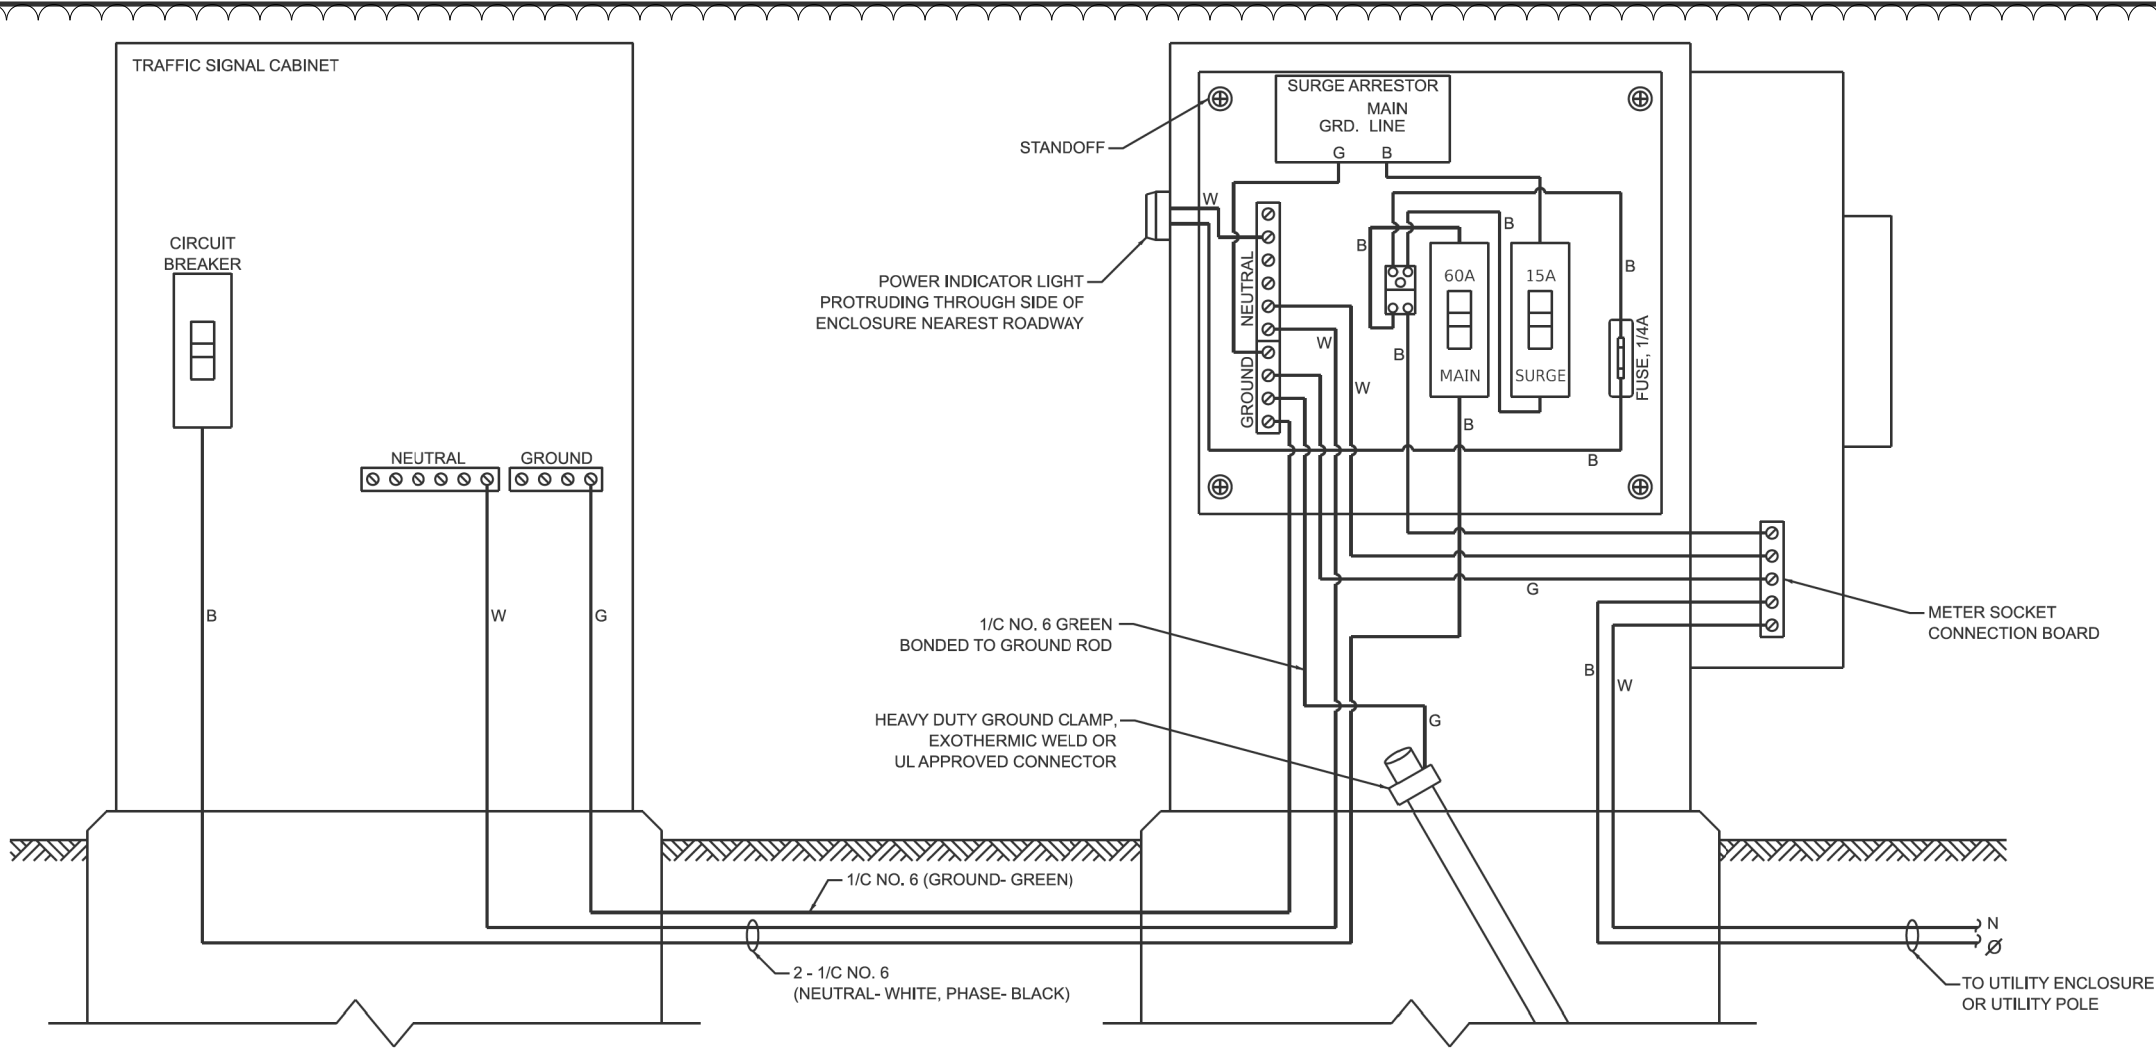 TRAFFIC SIGNAL CABINET
CIRCUIT
BREAKER
NEUTRAL
GROUND
B
W
G
1/C NO. 6 (GROUND- GREEN)
2 - 1/C NO. 6
(NEUTRAL- WHITE, PHASE- BLACK)
SURGE ARRESTOR
MAIN
GRD. LINE
G B
STANDOFF
W
POWER INDICATOR LIGHT
PROTRUDING THROUGH SIDE OF
ENCLOSURE NEAREST ROADWAY
NEUTRAL
GROUND
B
B
B
60A
15A
MAIN
SURGE
FUSE, 1/4A
W
B
W
B
B
G
1/C NO. 6 GREEN
BONDED TO GROUND ROD
METER SOCKET
CONNECTION BOARD
B
W
HEAVY DUTY GROUND CLAMP,
EXOTHERMIC WELD OR
UL APPROVED CONNECTOR
G
N
Ø
TO UTILITY ENCLOSURE
OR UTILITY POLE